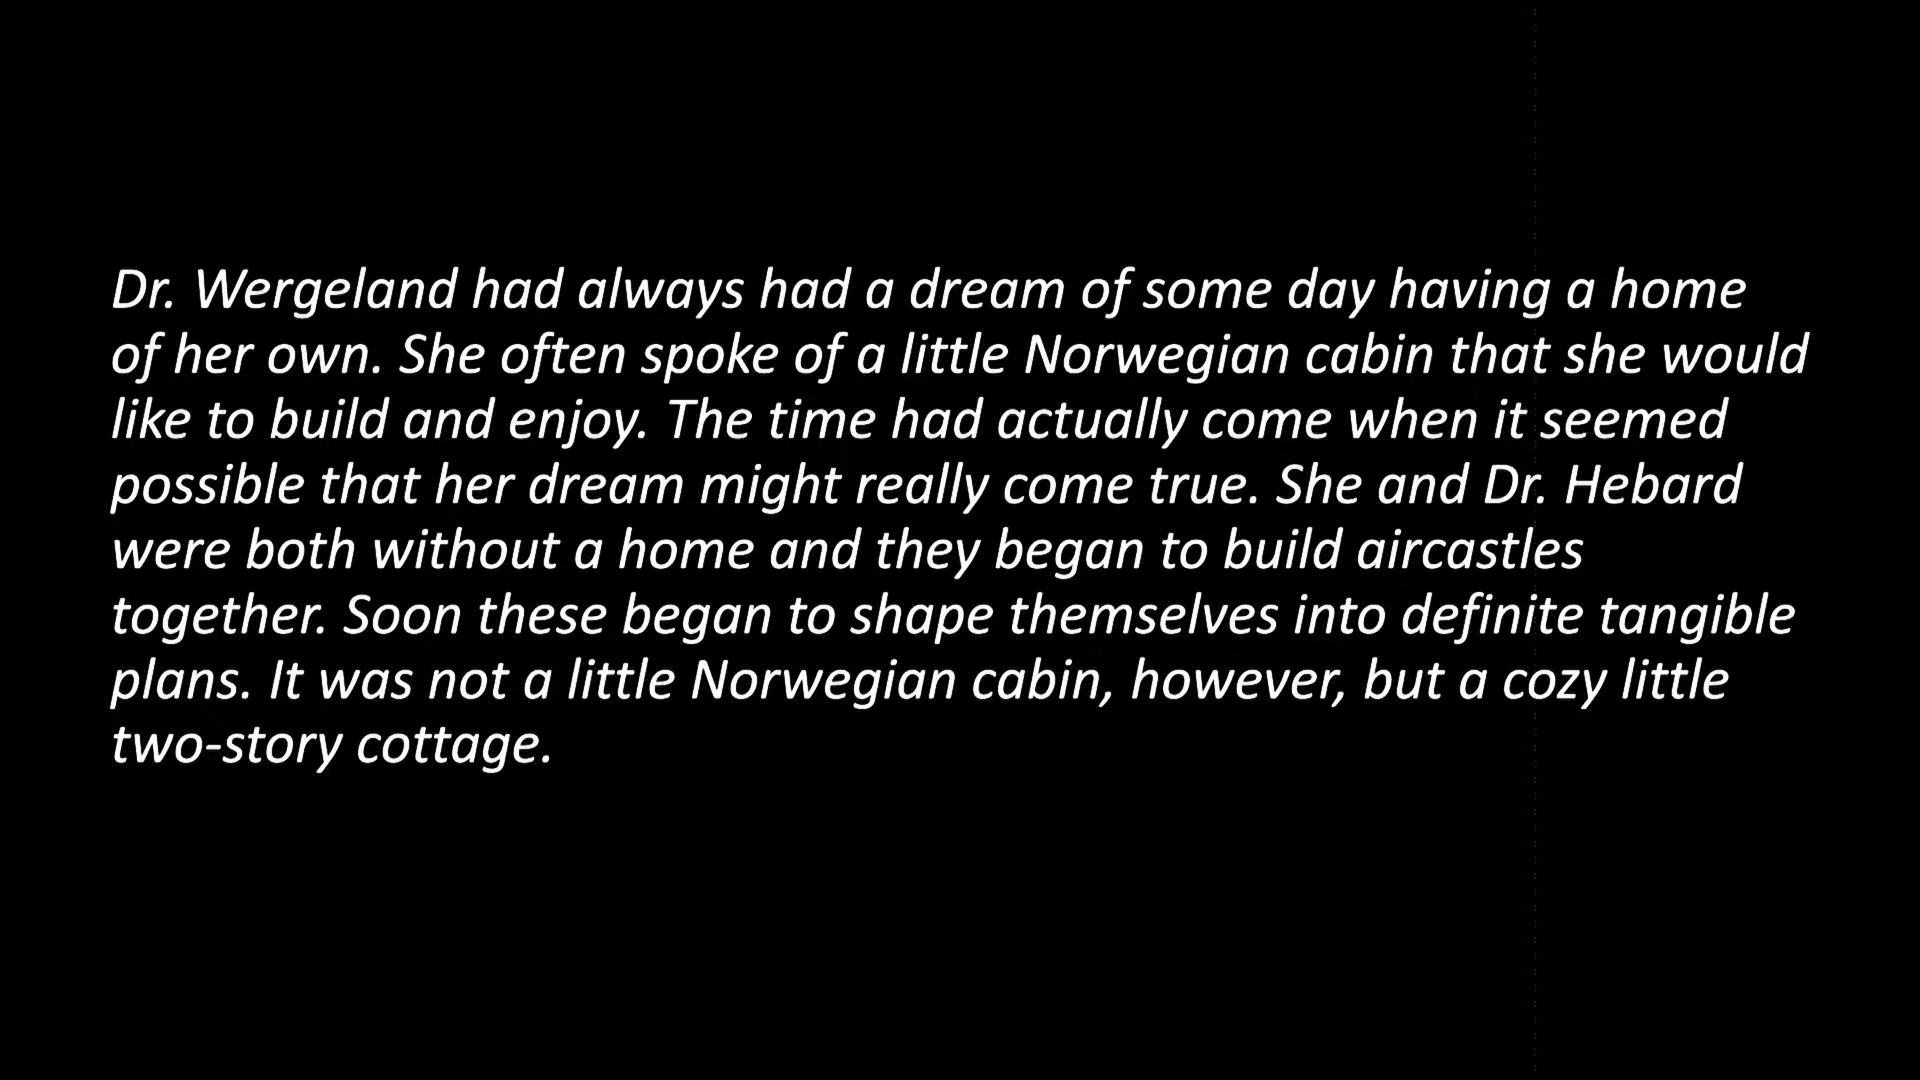 Dr. Wergeland had always had a dream of some day having a home
of her own. She often spoke of a little Norwegian cabin that she would
like to build and enjoy. The time had actually come when it seemed
possible that her dream might really come true. She and Dr. Hebard
were both without a home and they began to build aircastles
together. Soon these began to shape themselves into definite tangible
plans. It was not a little Norwegian cabin, however, but a cozy little
two-story cottage.